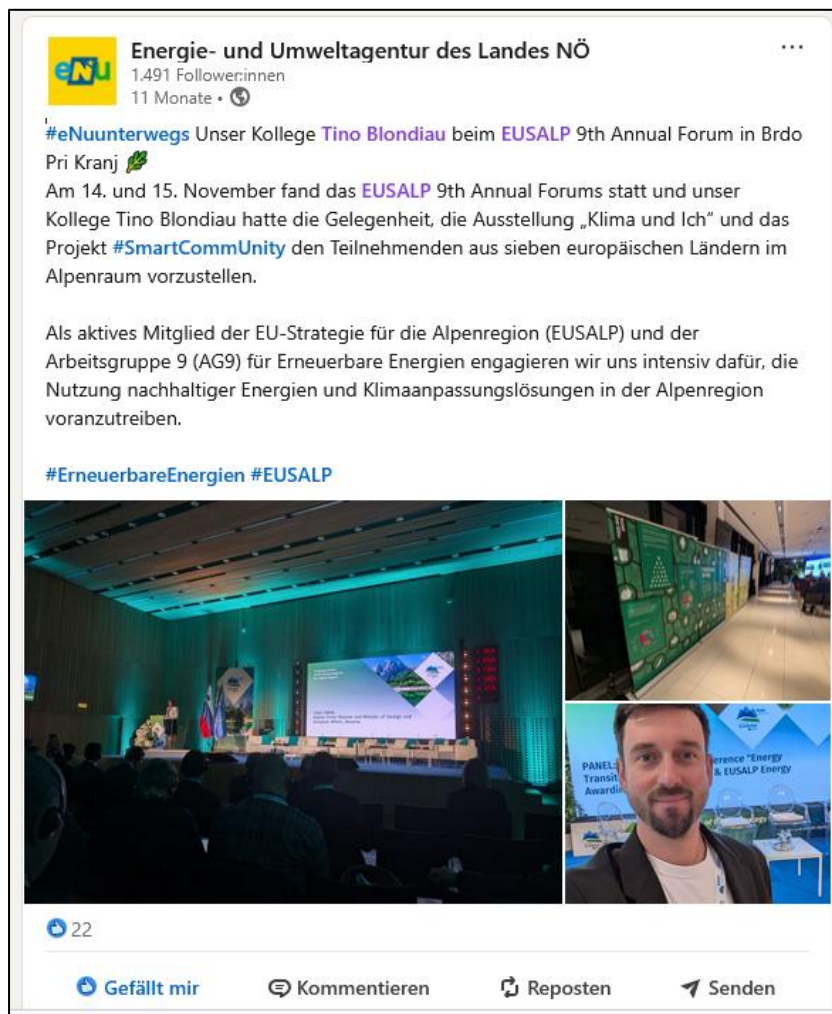 eNu
Energie- und Umweltagentur des Landes NÖ
1.491 Follower:innen
11 Monate •
#eNuunterwegs Unser Kollege Tino Blondiau beim EUSALP 9th Annual Forum in Brdo
Pri Kranj
Am 14. und 15. November fand das EUSALP 9th Annual Forums statt und unser
Kollege Tino Blondiau hatte die Gelegenheit, die Ausstellung „Klima und Ich“ und das
Projekt #SmartCommUnity den Teilnehmenden aus sieben europäischen Ländern im
Alpenraum vorzustellen.
Als aktives Mitglied der EU-Strategie für die Alpenregion (EUSALP) und der
Arbeitsgruppe 9 (AG9) für Erneuerbare Energien engagieren wir uns intensiv dafür, die
Nutzung nachhaltiger Energien und Klimaanpassungslösungen in der Alpenregion
voranzutreiben.
#ErneuerbareEnergien #EUSALP
PANEL: erence "Energy
Transit & EUSALP Energy
Awardin
22
Gefällt mir Kommentieren Reposten Senden